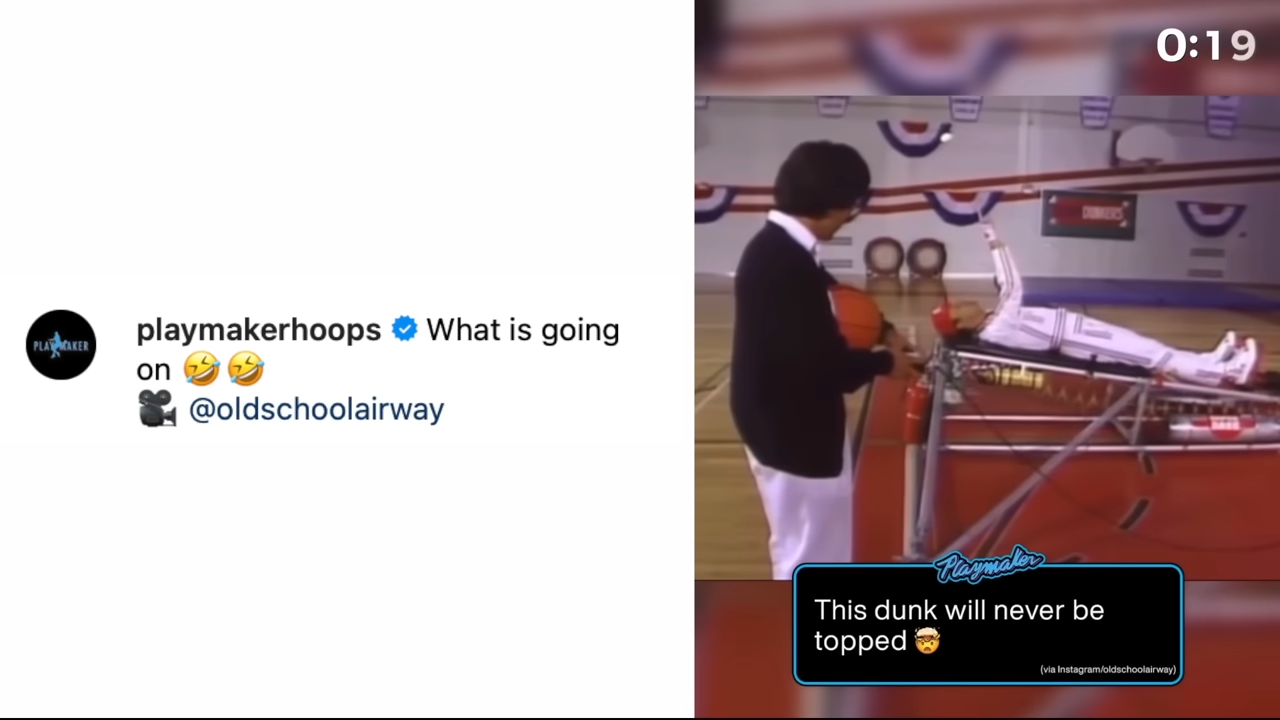 PLAYMAKER
playmakerhoops What is going
on 🤣🤣
🎥 @oldschoolairway
0:19
DUNKERS
Playmaker
This dunk will never be
topped 🤯
(via Instagram/oldschoolairway)